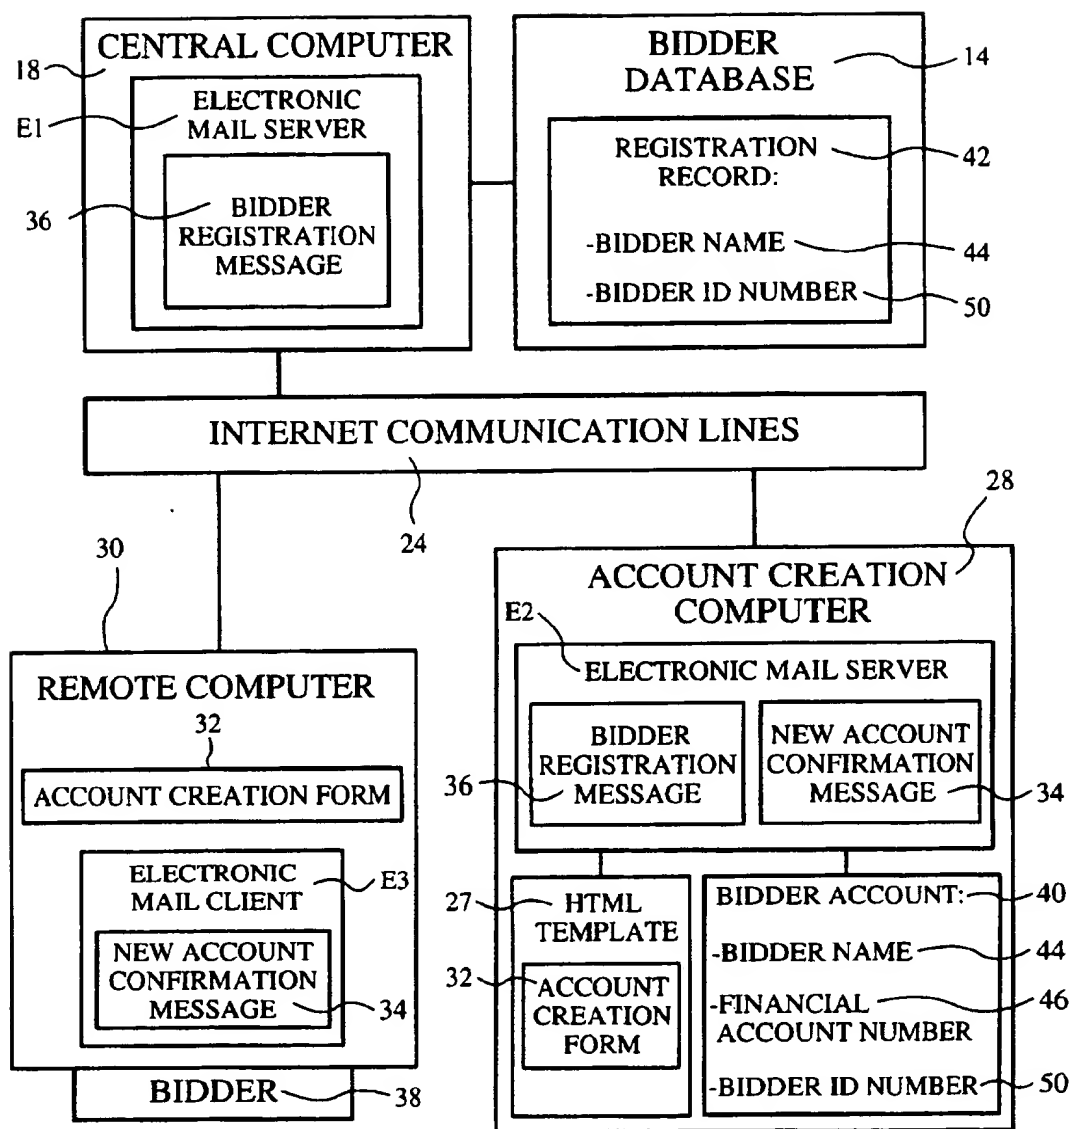 CENTRAL COMPUTER
18
ELECTRONIC
MAIL SERVER
E1
36
BIDDER
REGISTRATION
MESSAGE
BIDDER
DATABASE
14
REGISTRATION
RECORD:
42
-BIDDER NAME
44
-BIDDER ID NUMBER
50
INTERNET COMMUNICATION LINES
24
30
REMOTE COMPUTER
32
ACCOUNT CREATION FORM
ELECTRONIC
MAIL CLIENT
E3
NEW ACCOUNT
CONFIRMATION
MESSAGE
34
BIDDER
38
28
ACCOUNT CREATION
COMPUTER
E2
ELECTRONIC MAIL SERVER
BIDDER
REGISTRATION
MESSAGE
36
NEW ACCOUNT
CONFIRMATION
MESSAGE
34
27
HTML
TEMPLATE
32
ACCOUNT
CREATION
FORM
BIDDER ACCOUNT:
40
-BIDDER NAME
44
-FINANCIAL
ACCOUNT NUMBER
46
-BIDDER ID NUMBER
50